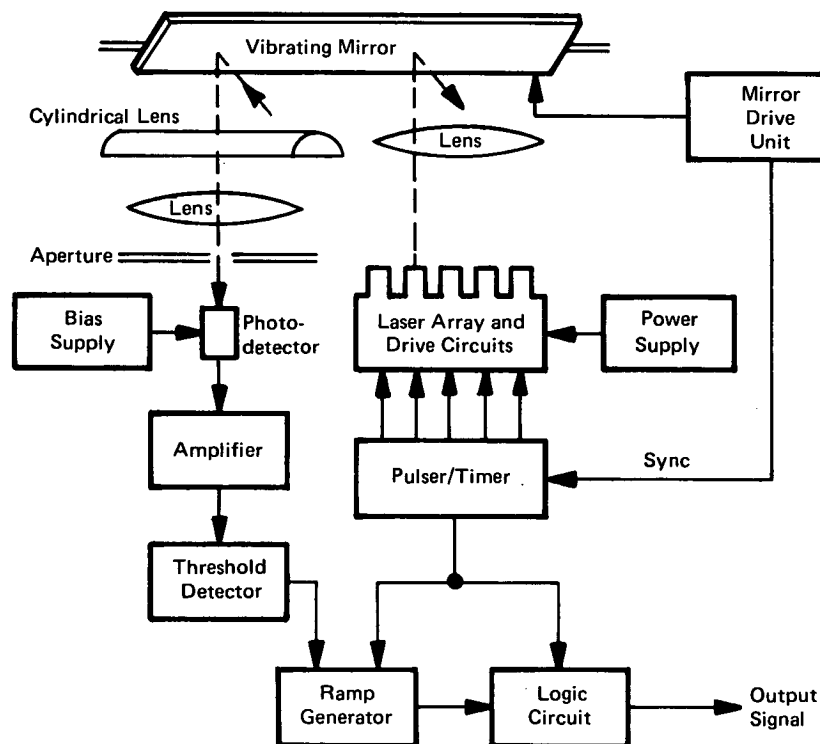 Vibrating Mirror
Cylindrical Lens
Lens
Mirror
Drive
Unit
Lens
Aperture
Bias
Supply
Photo-
detector
Laser Array and
Drive Circuits
Power
Supply
Amplifier
Pulser/Timer
Sync
Threshold
Detector
Ramp
Generator
Logic
Circuit
Output
Signal